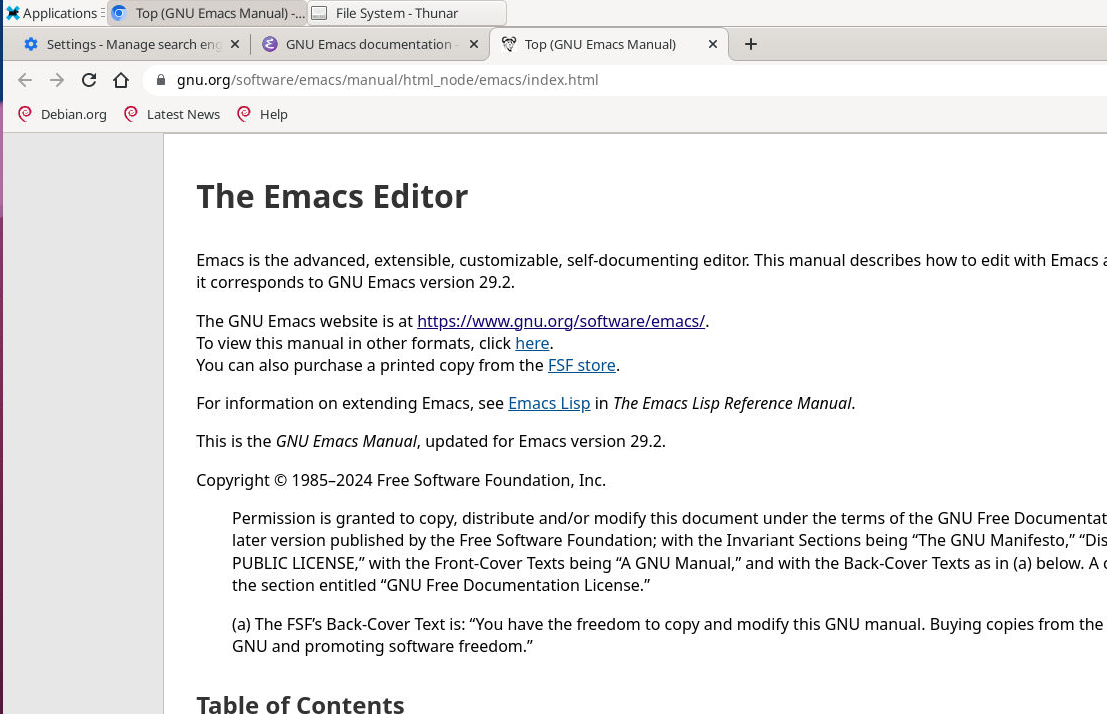 Applications
Top (GNU Emacs Manual) -...
File System - Thunar
Settings - Manage search eng
GNU Emacs documentation -
Top (GNU Emacs Manual)
gnu.org/software/emacs/manual/html_node/emacs/index.html
Debian.org
Latest News
Help
The Emacs Editor
Emacs is the advanced, extensible, customizable, self-documenting editor. This manual describes how to edit with Emacs a
it corresponds to GNU Emacs version 29.2.
The GNU Emacs website is at https://www.gnu.org/software/emacs/.
To view this manual in other formats, click here.
You can also purchase a printed copy from the FSF store.
For information on extending Emacs, see Emacs Lisp in The Emacs Lisp Reference Manual.
This is the GNU Emacs Manual, updated for Emacs version 29.2.
Copyright © 1985–2024 Free Software Foundation, Inc.
Permission is granted to copy, distribute and/or modify this document under the terms of the GNU Free Documentat
later version published by the Free Software Foundation; with the Invariant Sections being “The GNU Manifesto,” “Dis
PUBLIC LICENSE,” with the Front-Cover Texts being “A GNU Manual,” and with the Back-Cover Texts as in (a) below. A c
the section entitled “GNU Free Documentation License.”
(a) The FSF’s Back-Cover Text is: “You have the freedom to copy and modify this GNU manual. Buying copies from the
GNU and promoting software freedom.”
Table of Contents